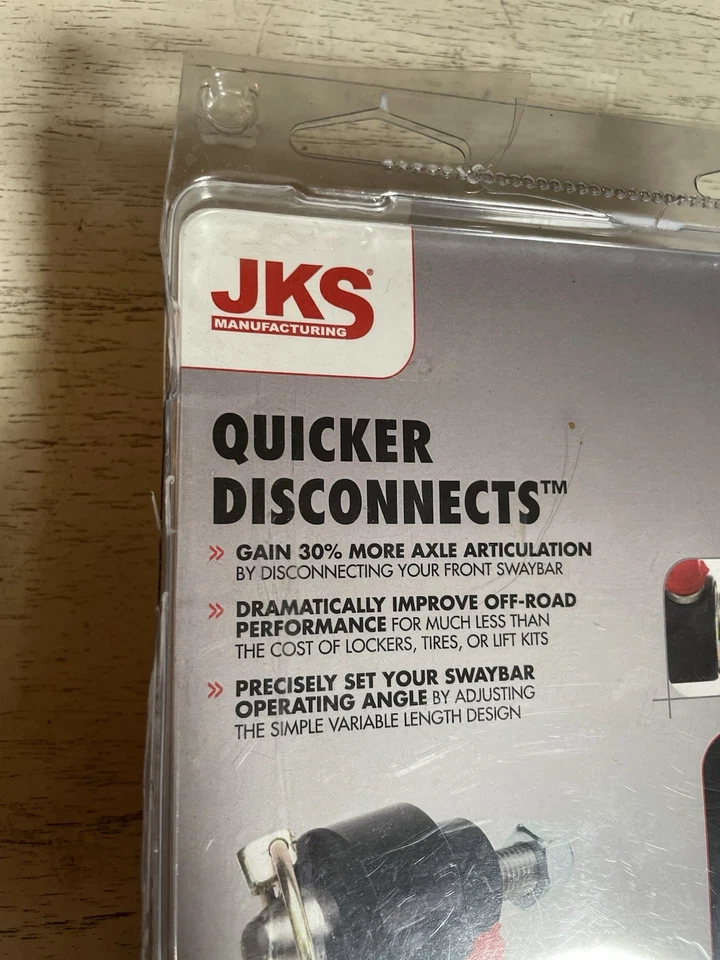 JKS®
MANUFACTURING
QUICKER
DISCONNECTS™
» GAIN 30% MORE AXLE ARTICULATION
BY DISCONNECTING YOUR FRONT SWAYBAR
» DRAMATICALLY IMPROVE OFF-ROAD
PERFORMANCE FOR MUCH LESS THAN
THE COST OF LOCKERS, TIRES, OR LIFT KITS
» PRECISELY SET YOUR SWAYBAR
OPERATING ANGLE BY ADJUSTING
THE SIMPLE VARIABLE LENGTH DESIGN